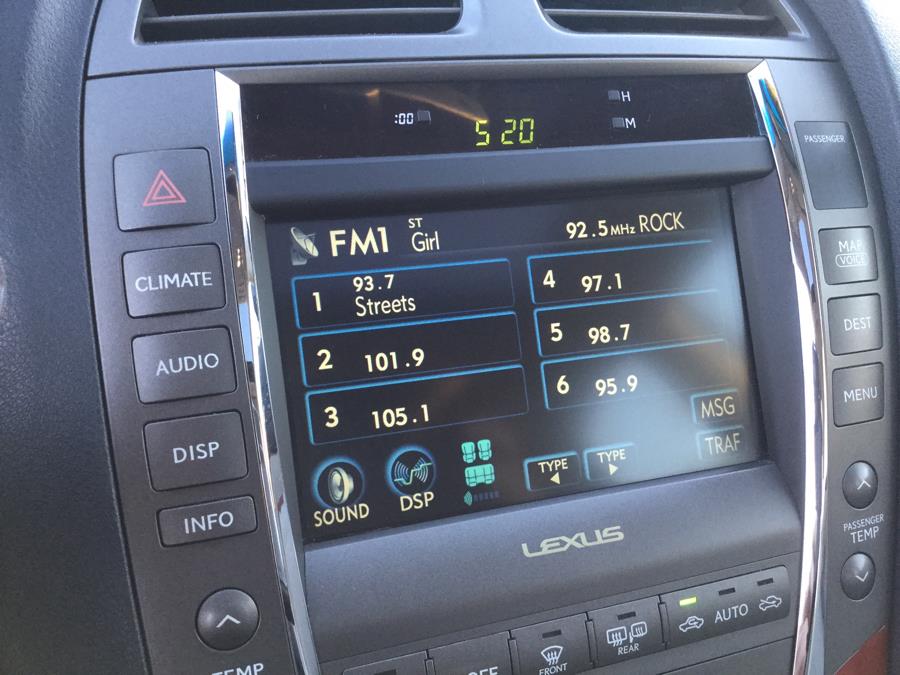 :00
H
5 20
M
PASSENGER
FM1
ST
Girl
92.5MHz ROCK
CLIMATE
1 93.7 Streets
4 97.1
MAP
VOICE
AUDIO
2 101.9
5 98.7
DEST
3 105.1
6 95.9
MENU
DISP
MSG
SOUND
DSP
TYPE
TYPE
TRAF
INFO
LEXUS
PASSENGER
TEMP
TEMP
OFF
FRONT
REAR
AUTO